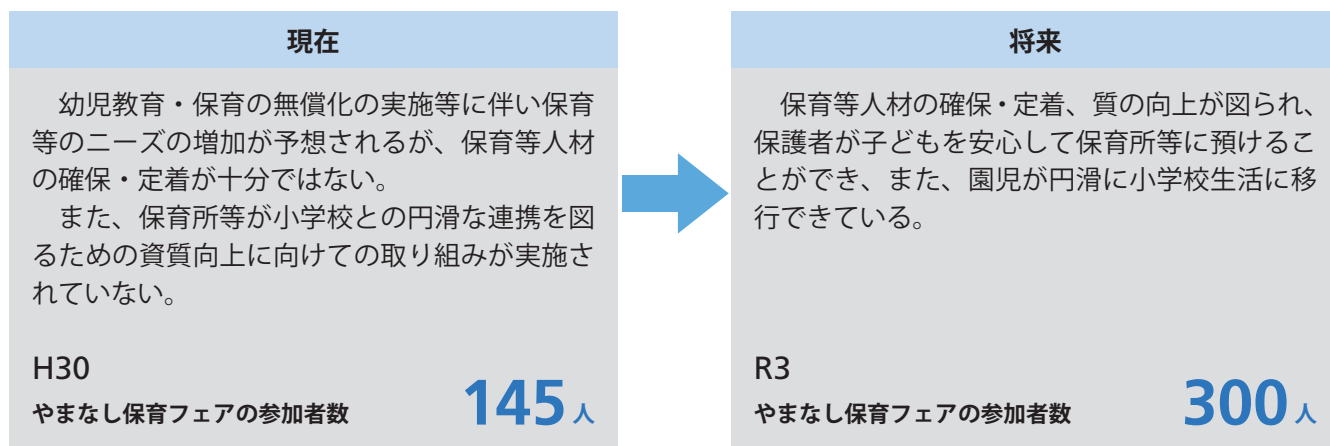 現在
幼児教育・保育の無償化の実施等に伴い保育
等のニーズの増加が予想されるが、保育等人材
の確保・定着が十分ではない。
また、保育所等が小学校との円滑な連携を図
るための資質向上に向けての取り組みが実施さ
れていない。
H30
やまなし保育フェアの参加者数 145人
将来
保育等人材の確保・定着、質の向上が図られ、
保護者が子どもを安心して保育所等に預けるこ
とができ、また、園児が円滑に小学校生活に移
行できている。
R3
やまなし保育フェアの参加者数 300人